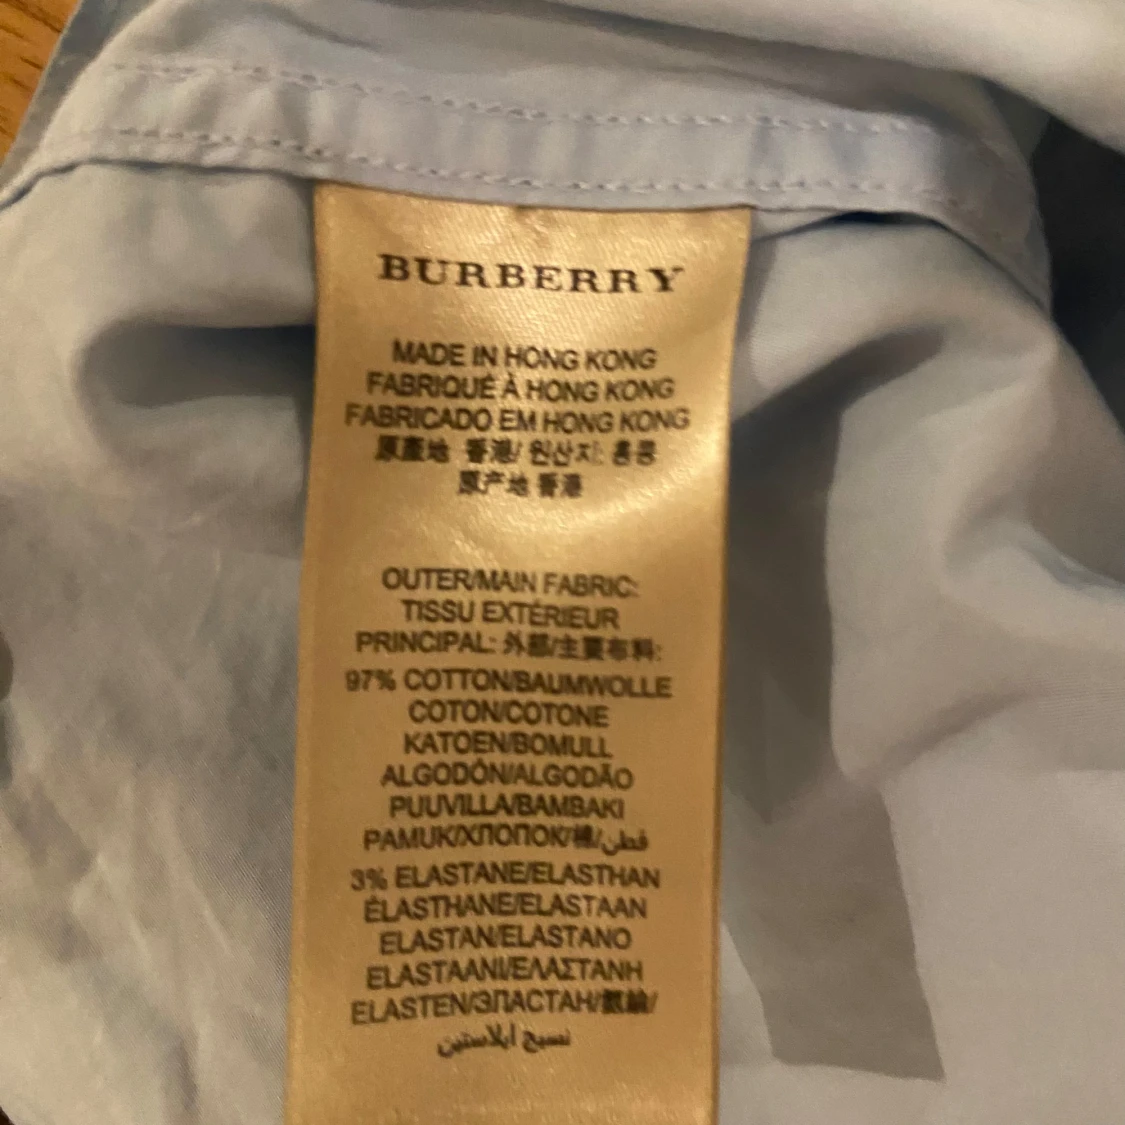 BURBERRY
MADE IN HONG KONG
FABRIQUÉ À HONG KONG
FABRICADO EM HONG KONG
原產地 香港/ 원산지: 홍콩
原产地 香港
OUTER/MAIN FABRIC:
TISSU EXTÉRIEUR
PRINCIPAL: 外部/主要布料:
97% COTTON/BAUMWOLLE
COTON/COTONE
KATOEN/BOMULL
ALGODÓN/ALGODÃO
PUUVILLA/BAMBAKI
PAMUK/ХЛОПОК/棉/قطن
3% ELASTANE/ELASTHAN
ÉLASTHANE/ELASTAAN
ELASTAN/ELASTANO
ELASTAANI/ΕΛΑΣΤΑΝΗ
ELASTEN/ЭЛАСТАН/氨綸/
نسيج ايلاستين